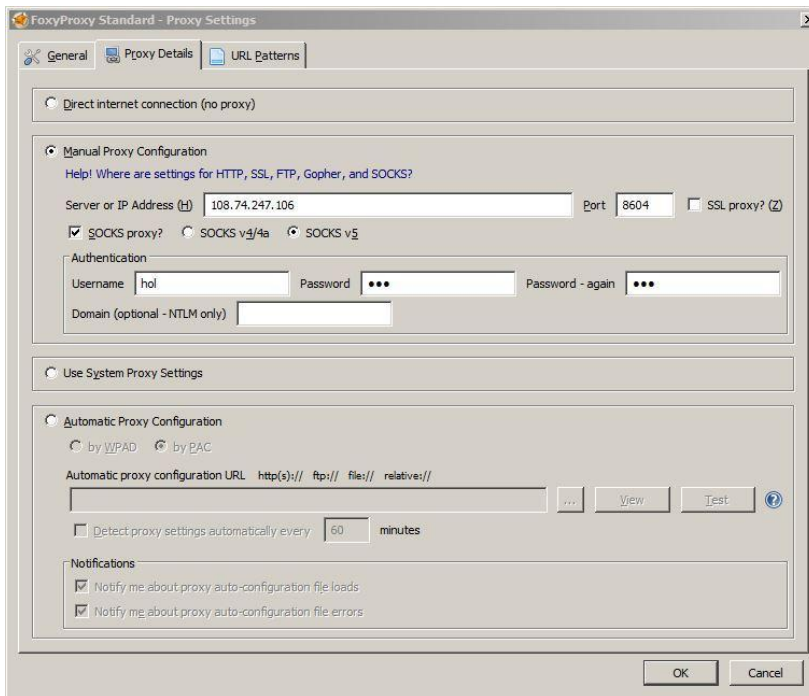 FoxyProxy Standard - Proxy Settings
General Proxy Details URL Patterns
Direct internet connection (no proxy)
Manual Proxy Configuration
Help! Where are settings for HTTP, SSL, FTP, Gopher, and SOCKS?
Server or IP Address (H) 108.74.247.106 Port 8604 SSL proxy? (Z)
SOCKS proxy? SOCKS v4/4a SOCKS v5
Authentication
Username hol Password ●●● Password - again ●●●
Domain (optional - NTLM only)
Use System Proxy Settings
Automatic Proxy Configuration
by WPAD by PAC
Automatic proxy configuration URL http(s):// ftp:// file:// relative://
... View Test
Detect proxy settings automatically every 60 minutes
Notifications
Notify me about proxy auto-configuration file loads
Notify me about proxy auto-configuration file errors
OK Cancel